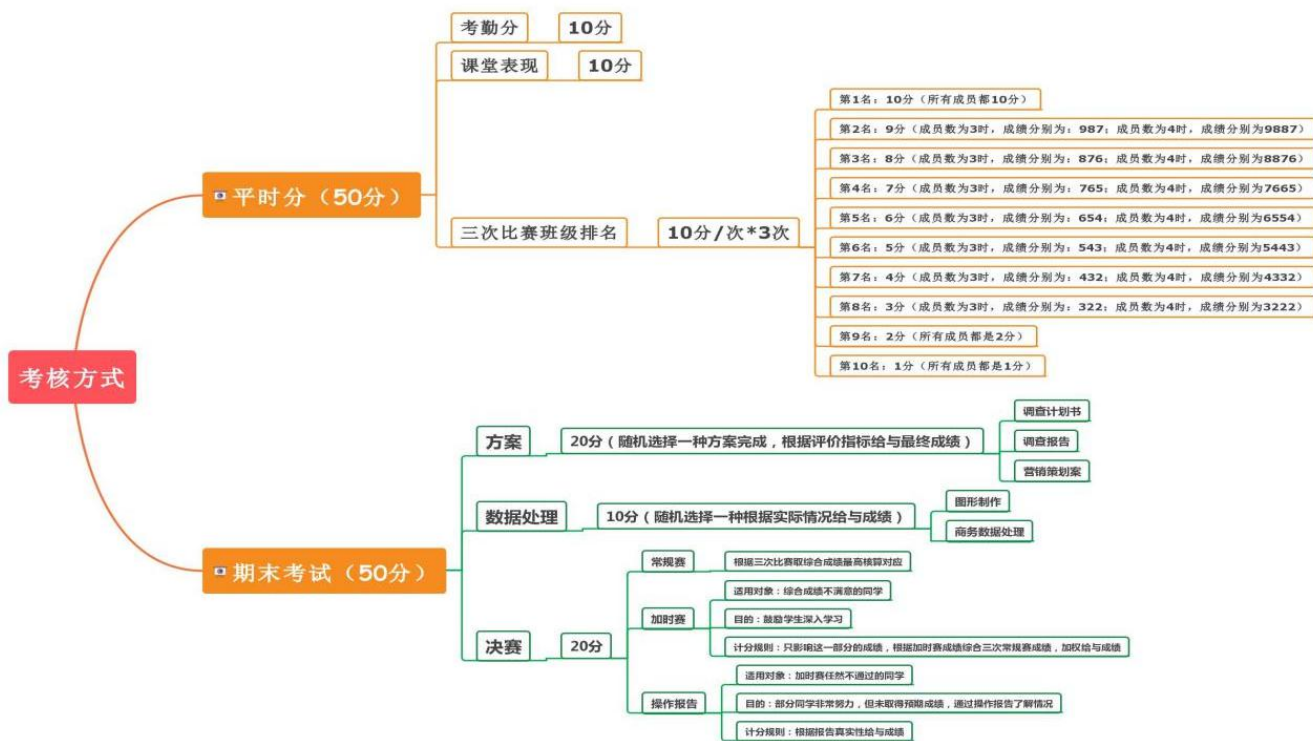 考核方式
平时分（50分）
考勤分
10分
课堂表现
10分
三次比赛班级排名
10分/次*3次
第1名：10分（所有成员都10分）
第2名：9分（成员数为3时，成绩分别为：987；成员数为4时，成绩分别为9887）
第3名：8分（成员数为3时，成绩分别为：876；成员数为4时，成绩分别为8876）
第4名：7分（成员数为3时，成绩分别为：765；成员数为4时，成绩分别为7665）
第5名：6分（成员数为3时，成绩分别为：654；成员数为4时，成绩分别为6554）
第6名：5分（成员数为3时，成绩分别为：543；成员数为4时，成绩分别为5443）
第7名：4分（成员数为3时，成绩分别为：432；成员数为4时，成绩分别为4332）
第8名：3分（成员数为3时，成绩分别为：322；成员数为4时，成绩分别为3222）
第9名：2分（所有成员都是2分）
第10名：1分（所有成员都是1分）
期末考试（50分）
方案
20分（随机选择一种方案完成，根据评价指标给与最终成绩）
调查计划书
调查报告
营销策划案
数据处理
10分（随机选择一种根据实际情况给与成绩）
图形制作
商务数据处理
决赛
20分
常规赛
根据三次比赛取综合成绩最高核算对应
加时赛
适用对象：综合成绩不满意的同学
目的：鼓励学生深入学习
计分规则：只影响这一部分的成绩，根据加时赛成绩综合三次常规赛成绩，加权给与成绩
操作报告
适用对象：加时赛任然不通过的同学
目的：部分同学非常努力，但未取得预期成绩，通过操作报告了解情况
计分规则：根据报告真实性给与成绩